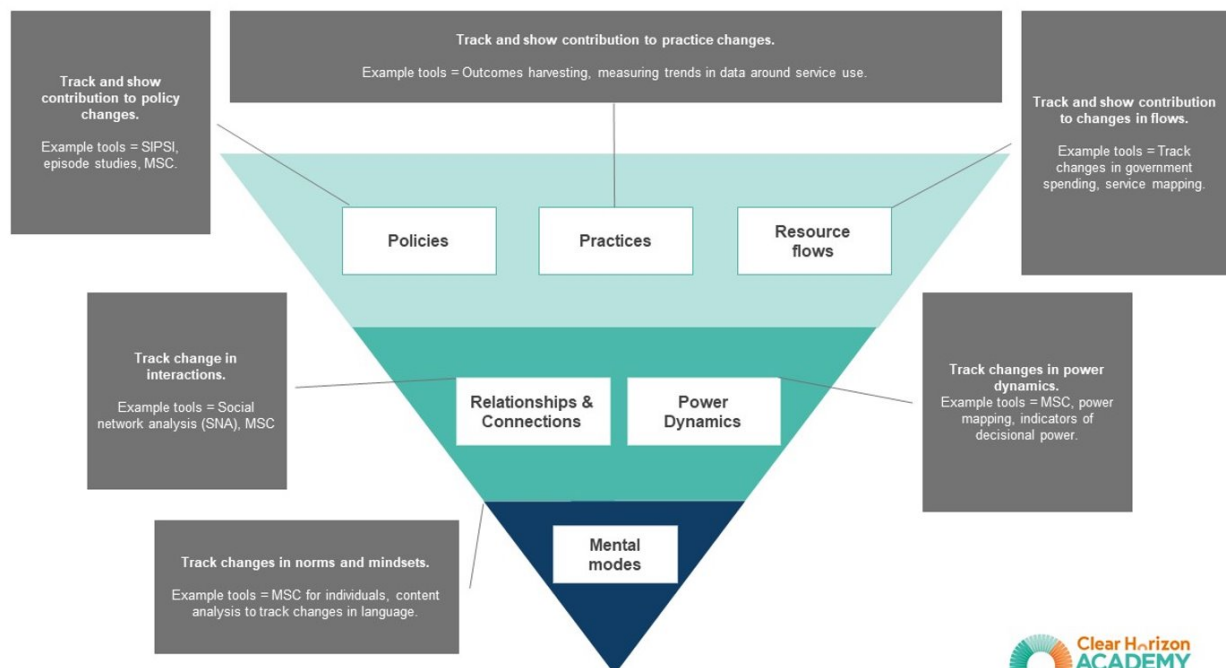 Track and show contribution to practice changes.
Example tools = Outcomes harvesting, measuring trends in data around service use.
Track and show
contribution to policy
changes.
Example tools = SIPSI,
episode studies, MSC.
Track and show contribution
to changes in flows.
Example tools = Track
changes in government
spending, service mapping.
Policies
Practices
Resource
flows
Track change in
interactions.
Example tools = Social
network analysis (SNA), MSC
Relationships &
Connections
Power
Dynamics
Track changes in power
dynamics.
Example tools = MSC, power
mapping, indicators of
decisional power.
Track changes in norms and mindsets.
Example tools = MSC for individuals, content
analysis to track changes in language.
Mental
modes
Clear Horizon
ACADEMY